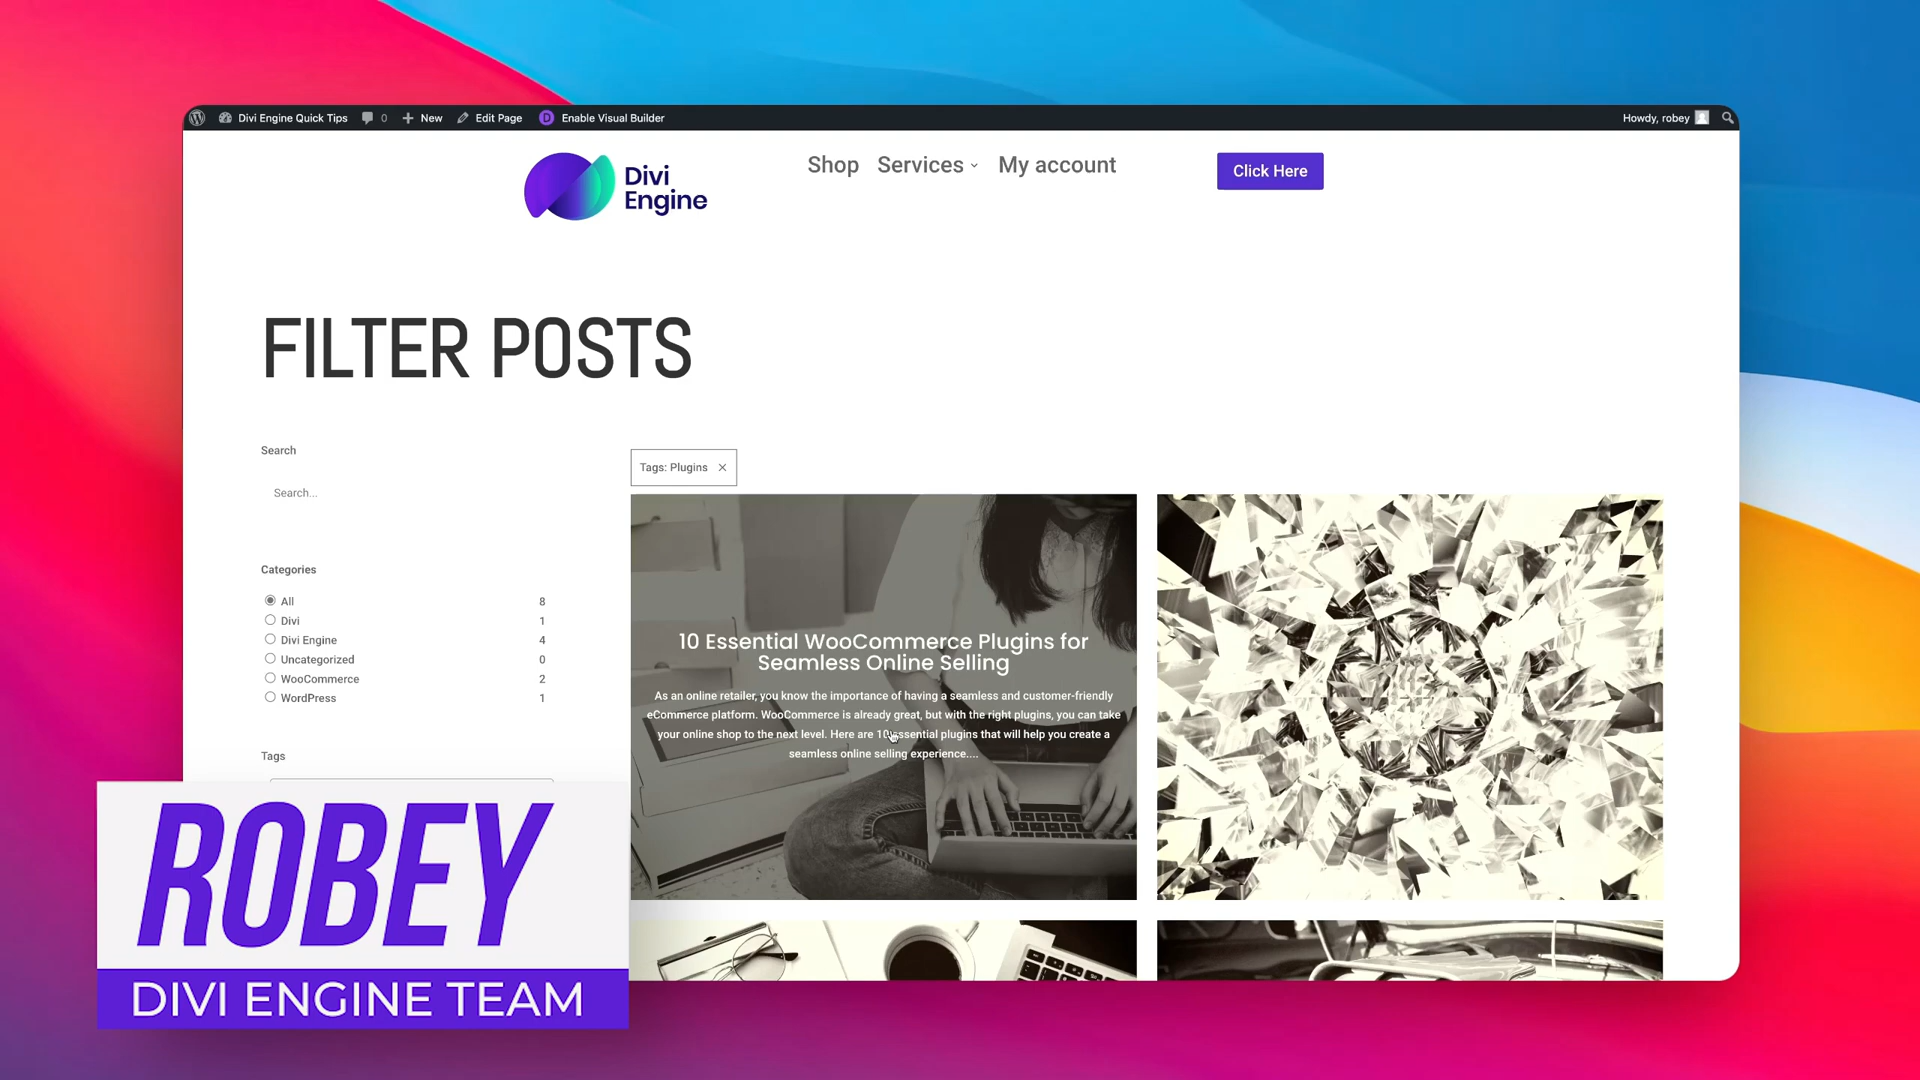 Divi Engine Quick Tips 0 New Edit Page D Enable Visual Builder Howdy, robey
Divi
Engine
Shop Services My account
Click Here
FILTER POSTS
Search
Search...
Categories
All 8
Divi 1
Divi Engine 4
Uncategorized 0
WooCommerce 2
WordPress 1
Tags
Tags: Plugins ×
10 Essential WooCommerce Plugins for
Seamless Online Selling
As an online retailer, you know the importance of having a seamless and customer-friendly
eCommerce platform. WooCommerce is already great, but with the right plugins, you can take
your online shop to the next level. Here are 10 essential plugins that will help you create a
seamless online selling experience....
ROBEY
DIVI ENGINE TEAM